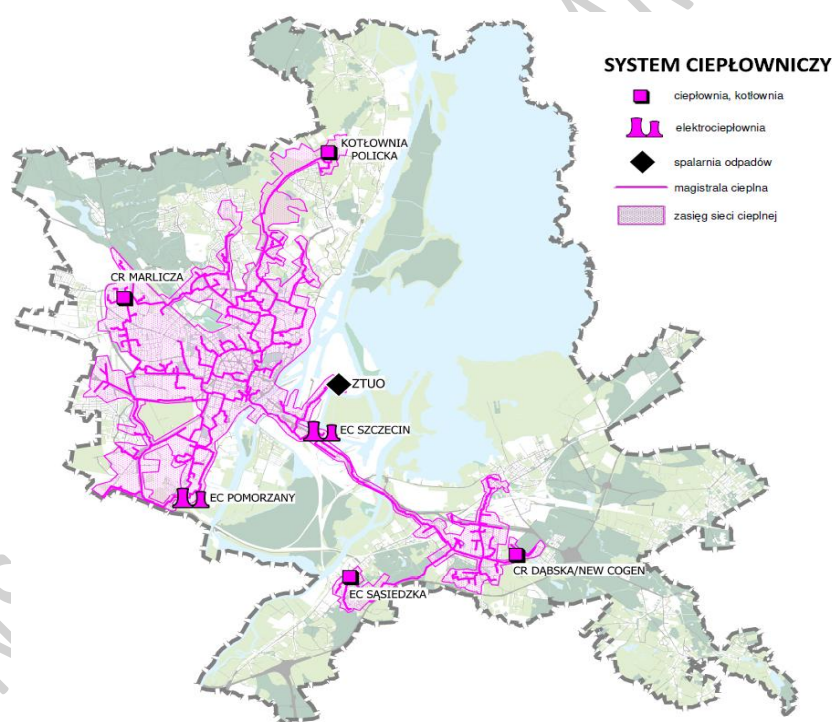 SYSTEM CIEPŁOWNICZY
ciepłownia, kotłownia
elektrociepłownia
spalarnia odpadów
magistrala cieplna
zasięg sieci cieplnej
KOTŁOWNIA
POLICKA
CR MARLICZA
ZTUO
EC SZCZECIN
EC POMORZANY
CR DĄBSKA/NEW COGEN
EC SĄSIEDZKA